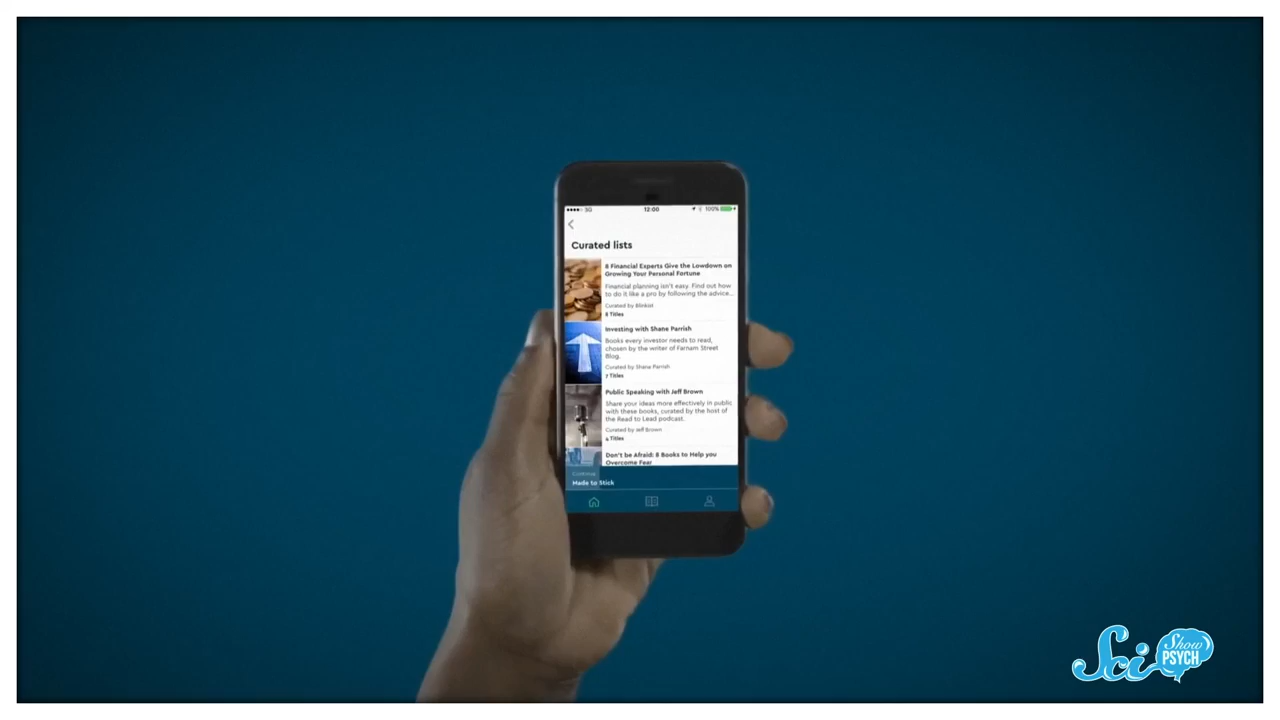 3G 12:00 100%
Curated lists
8 Financial Experts Give the Lowdown on
Growing Your Personal Fortune
Financial planning isn't easy. Find out how
to do it like a pro by following the advice...
Curated by Blinkist
8 Titles
Investing with Shane Parrish
Books every investor needs to read,
chosen by the writer of Farnam Street
Blog.
Curated by Shane Parrish
7 Titles
Public Speaking with Jeff Brown
Share your ideas more effectively in public
with these books, curated by the host of
the Read to Lead podcast.
Curated by Jeff Brown
4 Titles
Don't be Afraid: 8 Books to Help you
Overcome Fear
Continue
Made to Stick
Sci Show
PSYCH